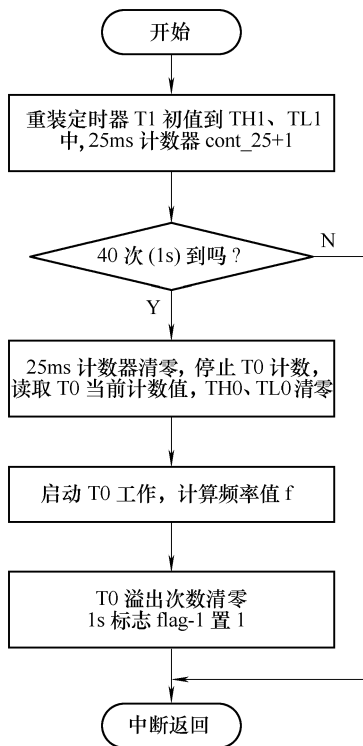 开始
重装定时器 T1 初值到 TH1、TL1
中,25ms 计数器 cont_25+1
40 次 (1s) 到吗?
N
Y
25ms 计数器清零, 停止 T0 计数,
读取 T0 当前计数值, TH0、TL0 清零
启动 T0 工作, 计算频率值 f
T0 溢出次数清零
1s 标志 flag-1 置 1
中断返回